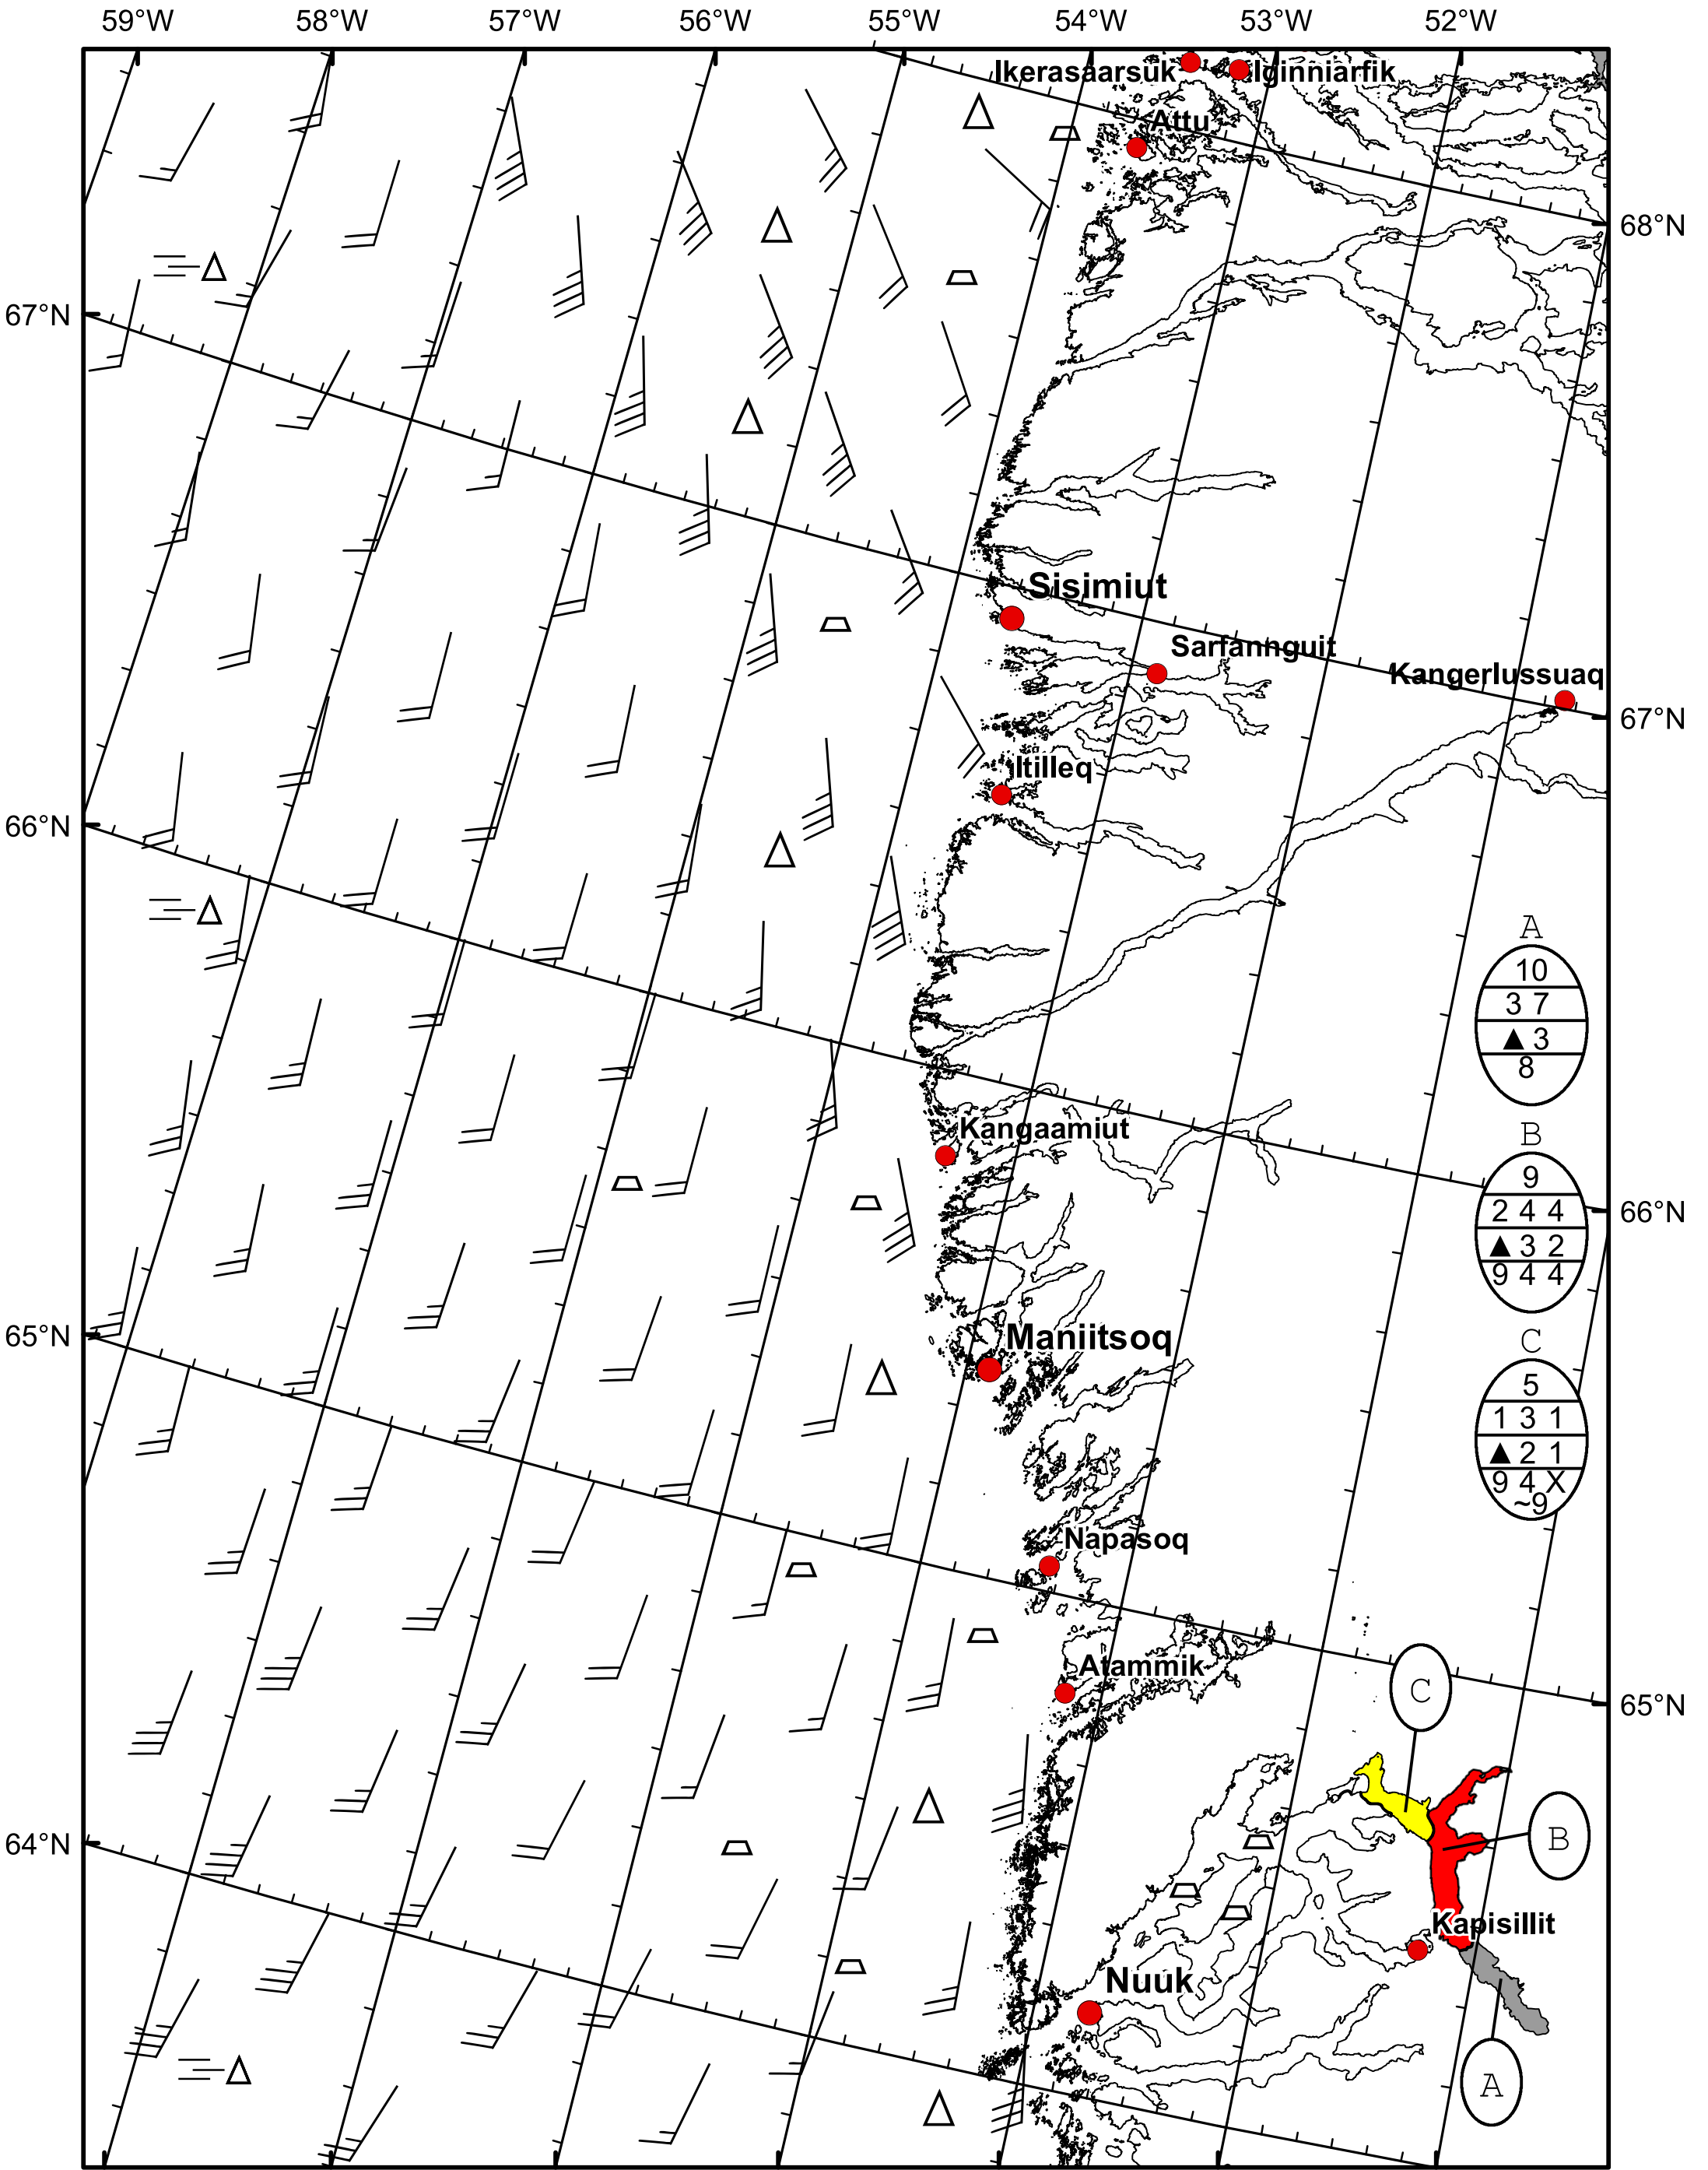 59°W 58°W 57°W 56°W 55°W 54°W 53°W 52°W
Ikerasaarsuk Iginniarfik
Attu
68°N
67°N
Sisimiut
Sarfannguit
Kangerlussuaq
67°N
Itilleq
66°N
A
10
3 7
▲ 3
8
Kangaamiut
B
9
2 4 4
▲ 3 2
9 4 4
66°N
65°N
Maniitsoq
C
5
1 3 1
▲ 2 1
9 4 X
~9
Napasoq
Atammik
C
65°N
64°N
B
Kapisillit
Nuuk
A